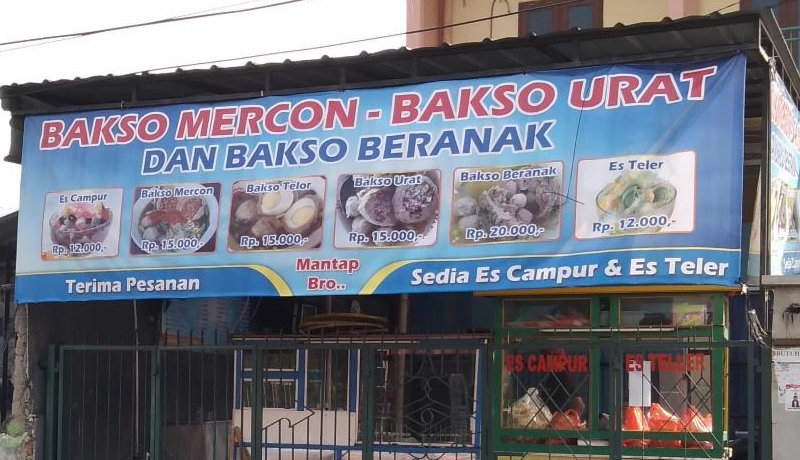 BAKSO MERCON - BAKSO URAT
DAN BAKSO BERANAK
Es Campur
Rp. 12.000,-
Bakso Mercon
Rp. 15.000,-
Bakso Telor
Rp. 15.000,-
Bakso Urat
Rp. 15.000,-
Bakso Beranak
Rp. 20.000,-
Es Teler
Rp. 12.000,-
Terima Pesanan
Mantap
Bro..
Sedia Es Campur & Es Teler
ES CAMPUR
ES TELLER